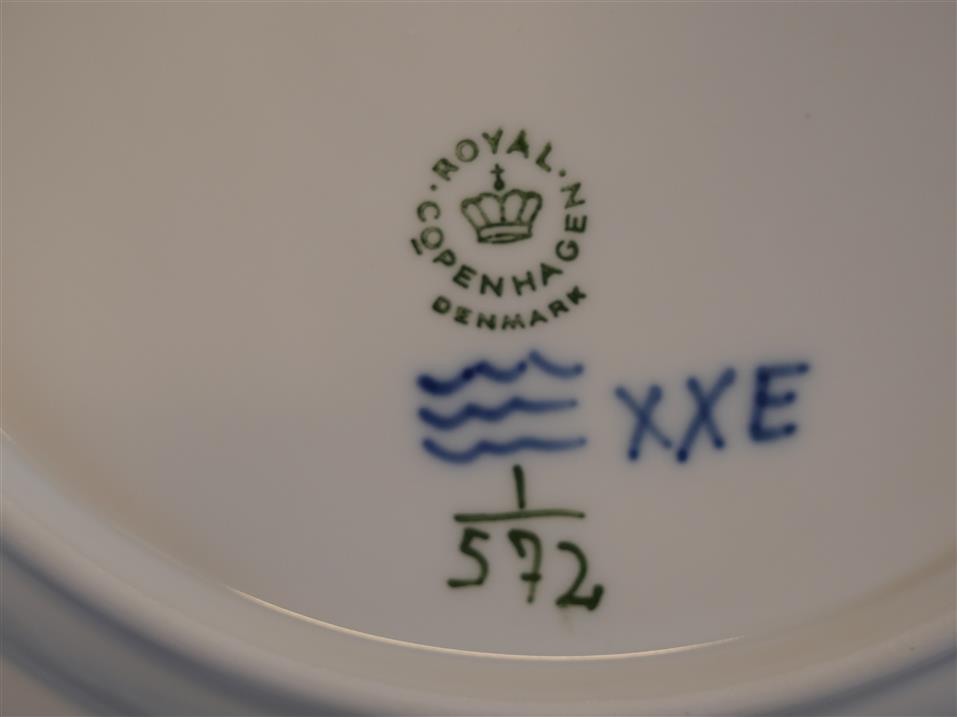 ROYAL
COPENHAGEN
DENMARK
XXE
1
572